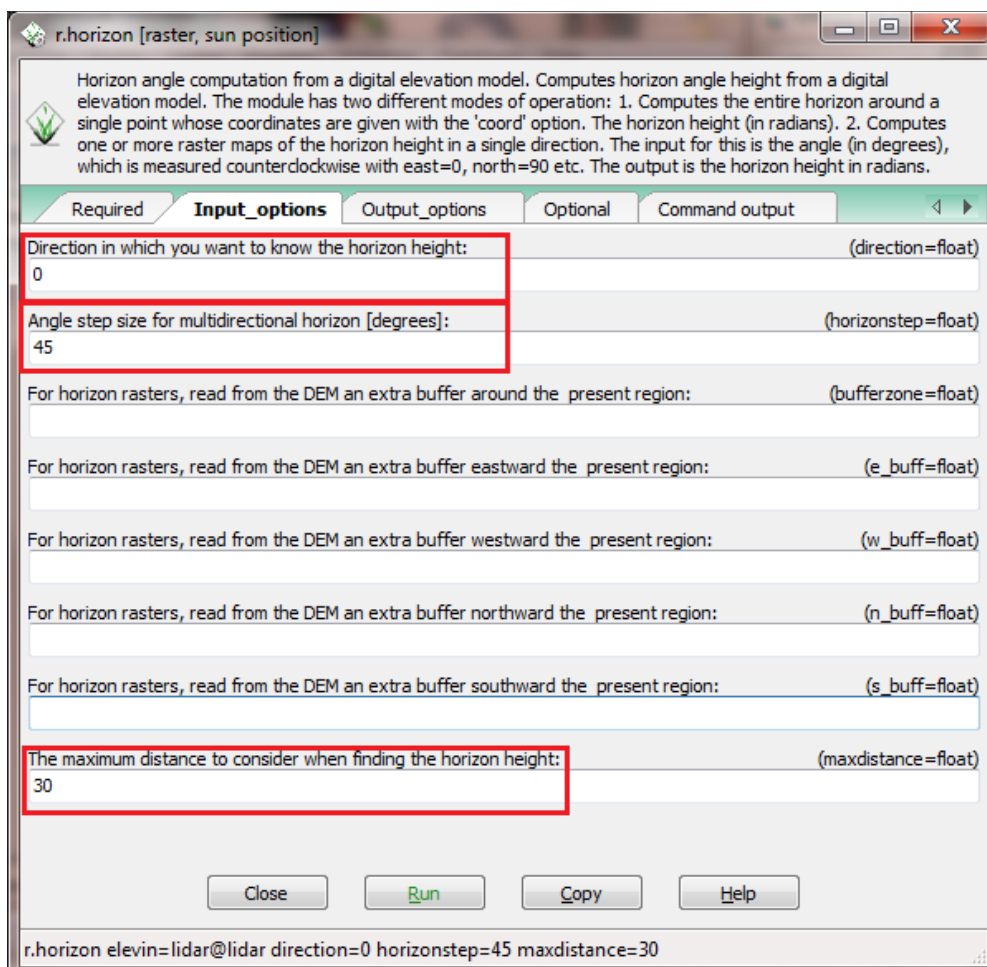 r.horizon [raster, sun position]
Horizon angle computation from a digital elevation model. Computes horizon angle height from a digital
elevation model. The module has two different modes of operation: 1. Computes the entire horizon around a
single point whose coordinates are given with the 'coord' option. The horizon height (in radians). 2. Computes
one or more raster maps of the horizon height in a single direction. The input for this is the angle (in degrees),
which is measured counterclockwise with east=0, north=90 etc. The output is the horizon height in radians.
Required Input_options Output_options Optional Command output
Direction in which you want to know the horizon height: (direction=float)
0
Angle step size for multidirectional horizon [degrees]: (horizonstep=float)
45
For horizon rasters, read from the DEM an extra buffer around the  present region: (bufferzone=float)
For horizon rasters, read from the DEM an extra buffer eastward the  present region: (e_buff=float)
For horizon rasters, read from the DEM an extra buffer westward the  present region: (w_buff=float)
For horizon rasters, read from the DEM an extra buffer northward the  present region: (n_buff=float)
For horizon rasters, read from the DEM an extra buffer southward the  present region: (s_buff=float)
The maximum distance to consider when finding the horizon height: (maxdistance=float)
30
Close Run Copy Help
r.horizon elevin=lidar@lidar direction=0 horizonstep=45 maxdistance=30